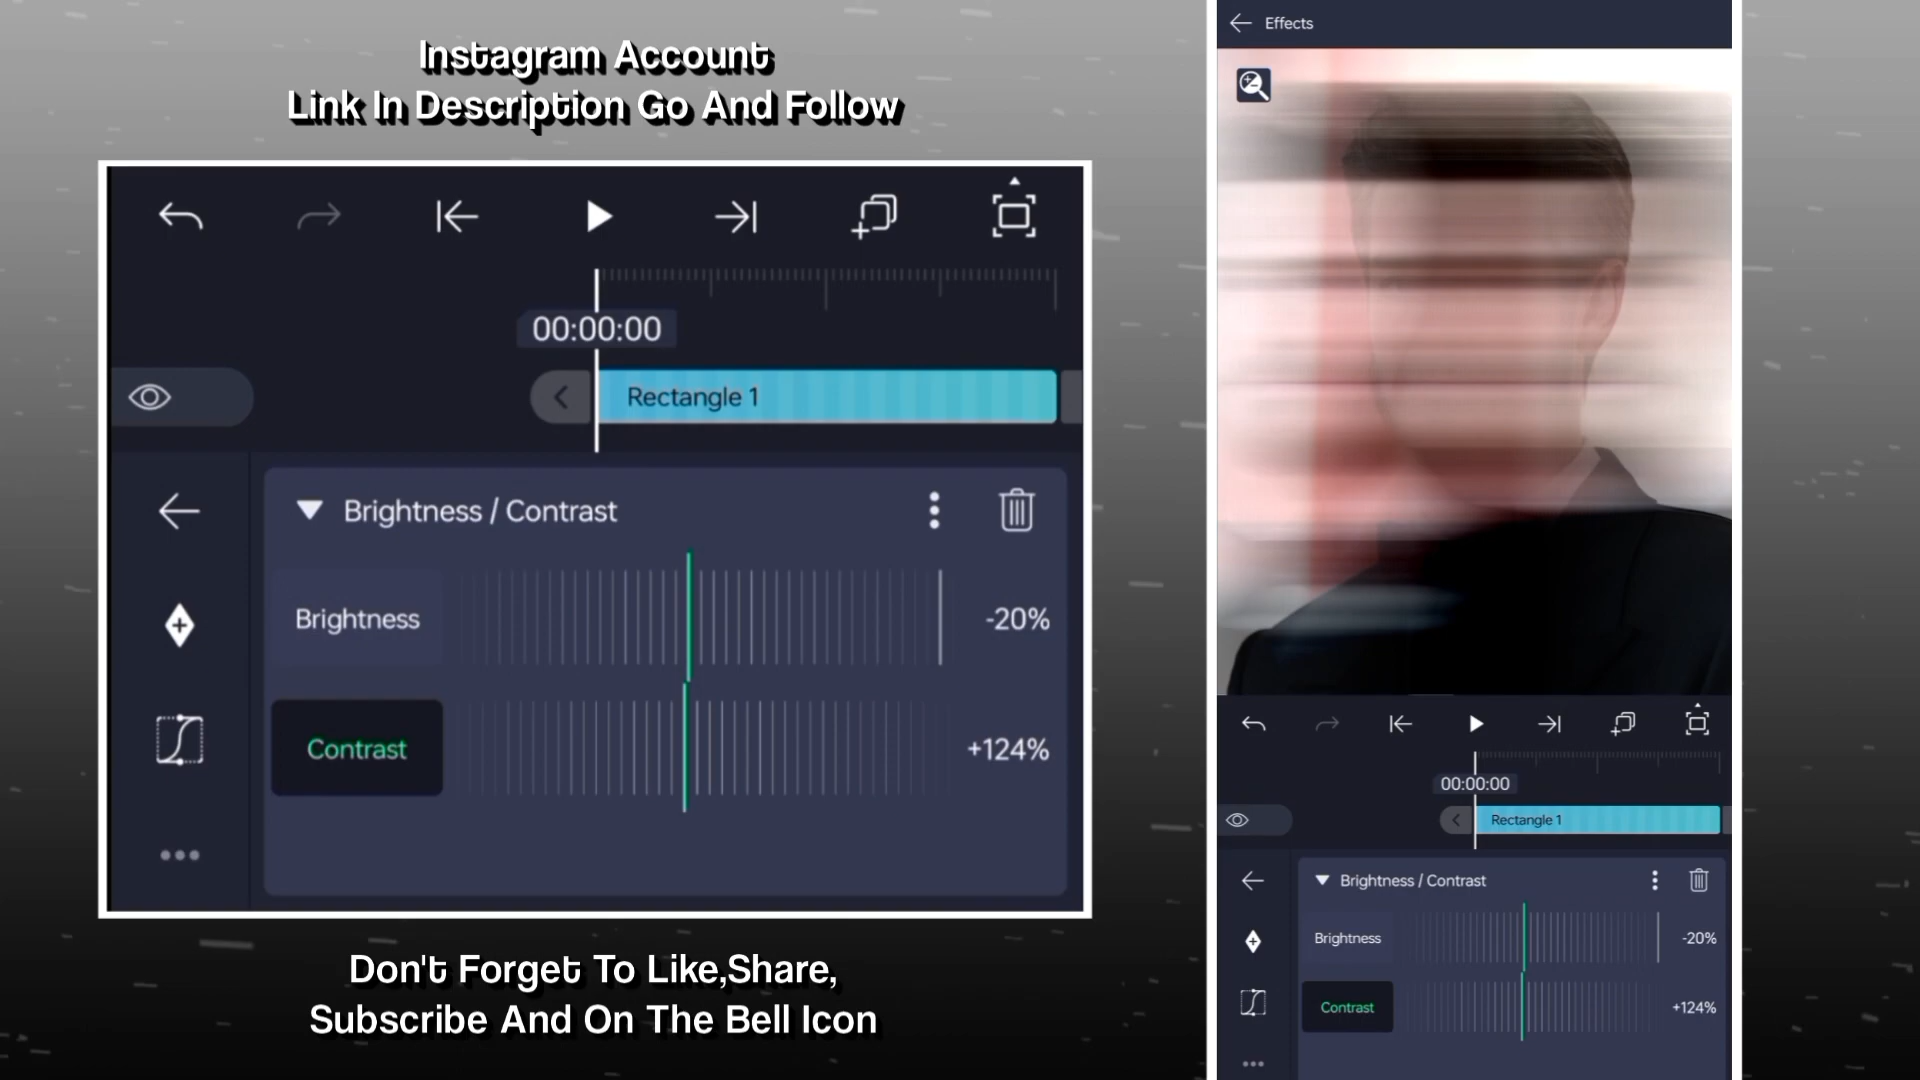 Instagram Account
Link In Description Go And Follow
00:00:00
Rectangle 1
Brightness / Contrast
Brightness
-20%
Contrast
+124%
Don't Forget To Like,Share,
Subscribe And On The Bell Icon
Effects
00:00:00
Rectangle 1
Brightness / Contrast
Brightness
-20%
Contrast
+124%